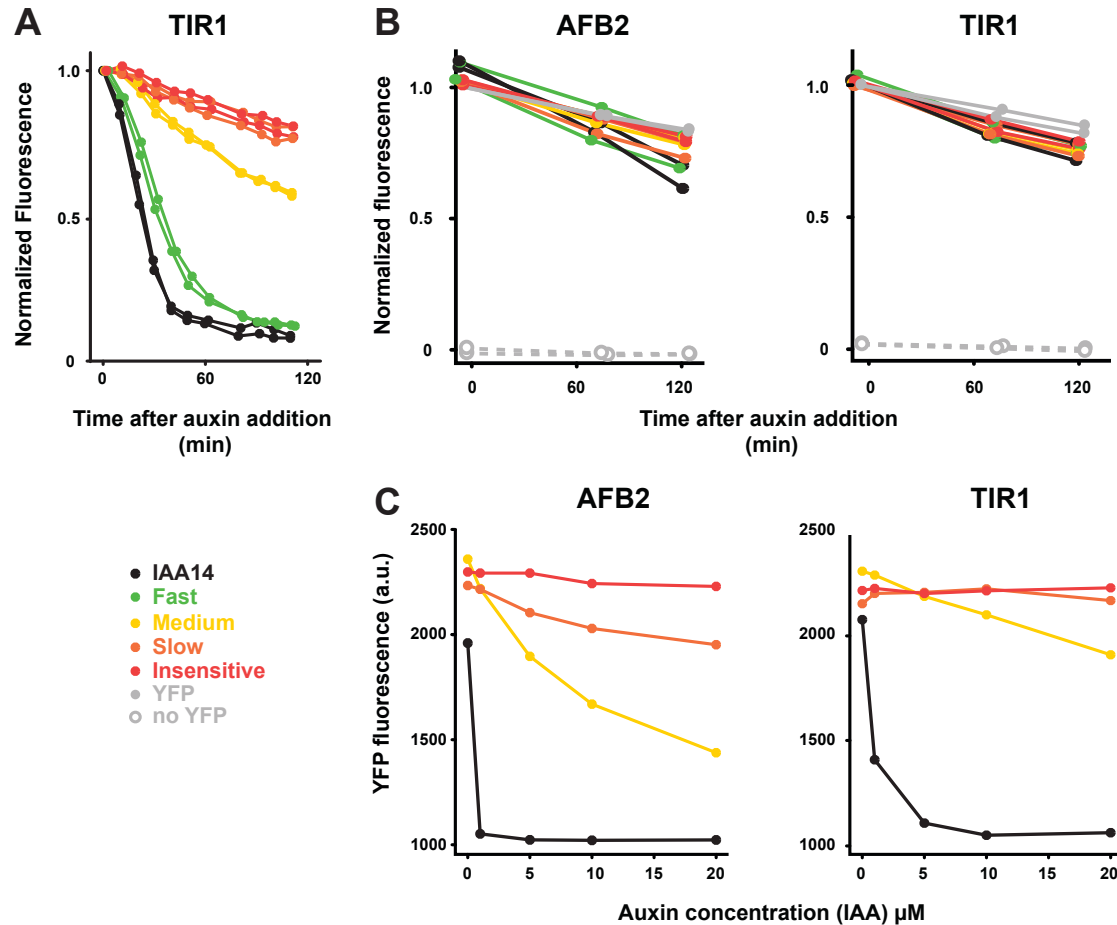 A
TIR1
Normalized Fluorescence
1.0
0.5
0
0
60
120
Time after auxin addition
(min)
B
AFB2
TIR1
Normalized fluorescence
1.0
0.5
0
0
60
120
1.0
0.5
0
0
60
120
Time after auxin addition
(min)
IAA14
Fast
Medium
Slow
Insensitive
YFP
no YFP
C
AFB2
TIR1
YFP fluorescence (a.u.)
2500
2000
1500
1000
0
5
10
15
20
2500
2000
1500
1000
0
5
10
15
20
Auxin concentration (IAA) µM